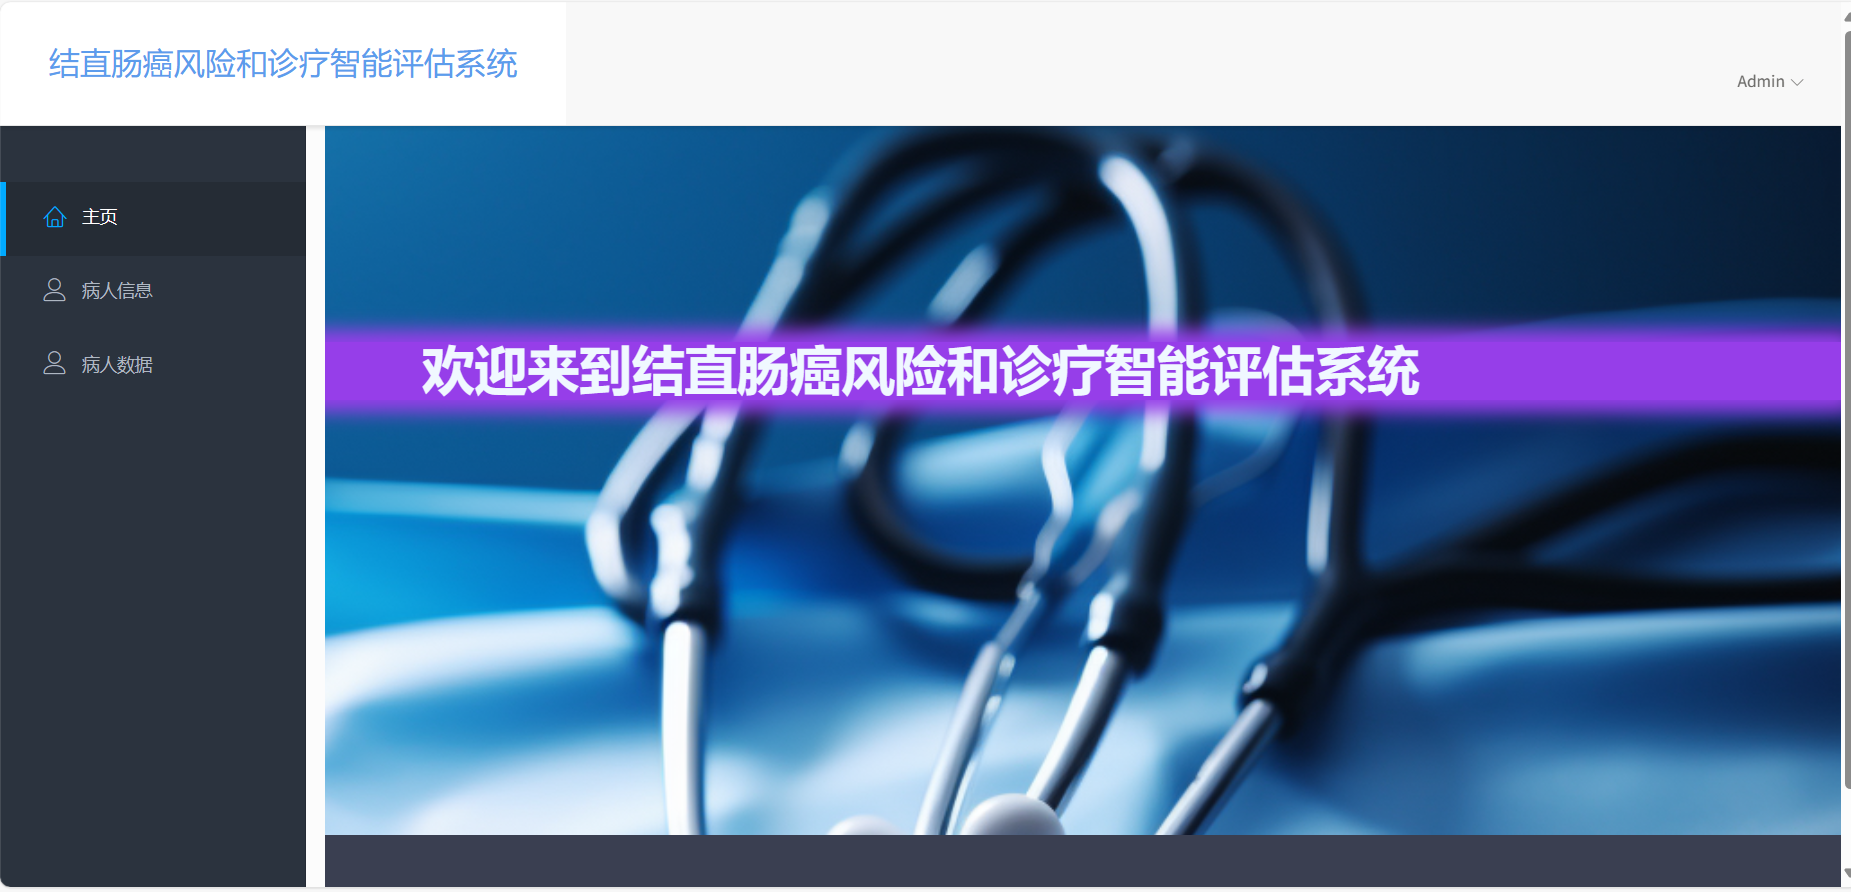 结直肠癌风险和诊疗智能评估系统
Admin
主页
病人信息
病人数据
欢迎来到结直肠癌风险和诊疗智能评估系统